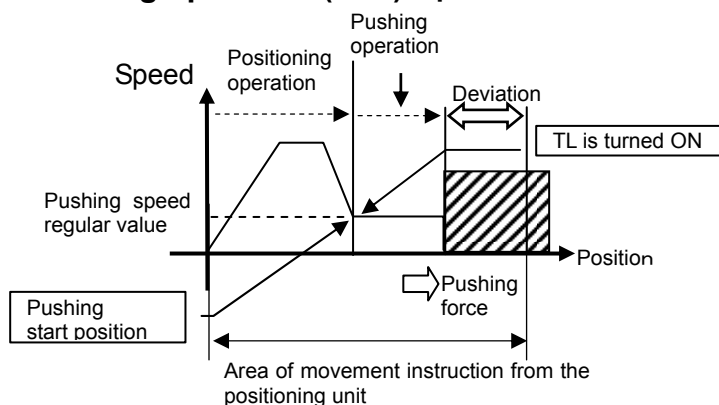 Pushing
operation
Positioning
operation
Speed
Deviation
TL is turned ON
Pushing speed
regular value
Position
Pushing
force
Pushing
start position
Area of movement instruction from the
positioning unit